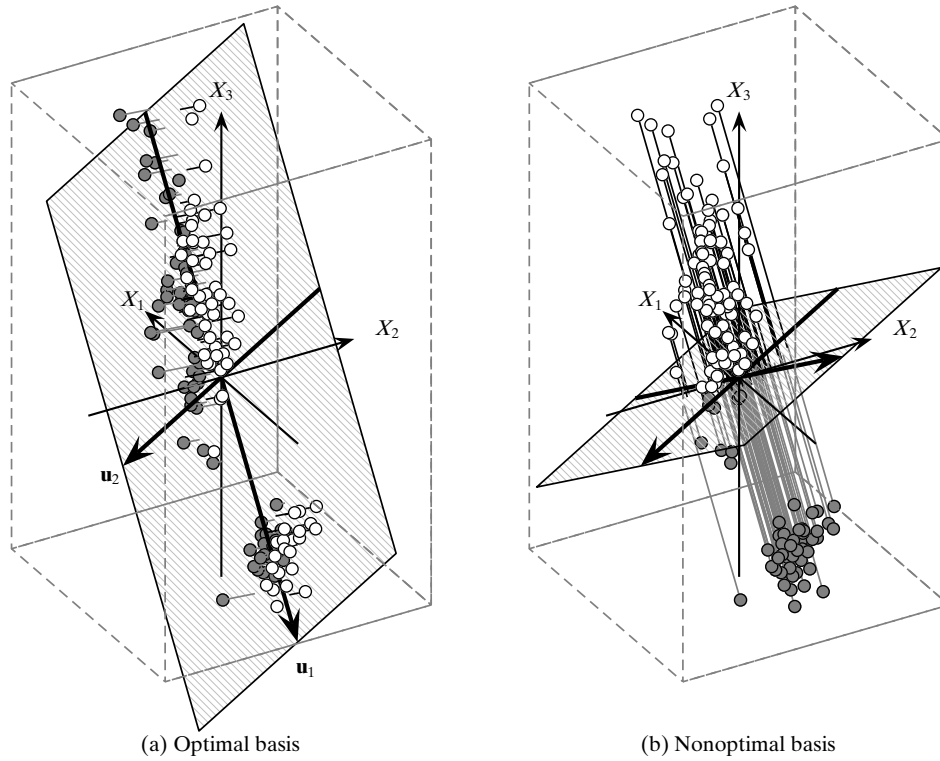 X3
X1
X2
u2
u1
(a) Optimal basis
X3
X1
X2
(b) Nonoptimal basis